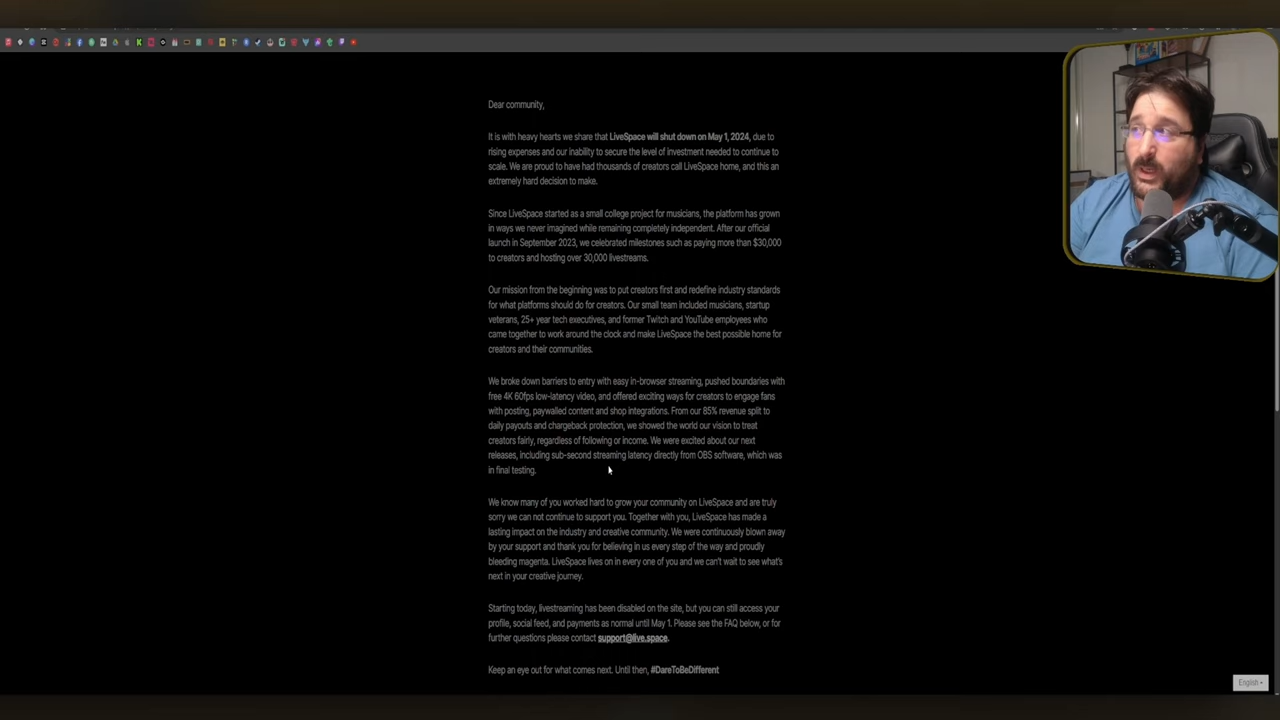 Dear community,
It is with heavy hearts we share that LiveSpace will shut down on May 1, 2024, due to
rising expenses and our inability to secure the level of investment needed to continue to
scale. We are proud to have had thousands of creators call LiveSpace home, and this an
extremely hard decision to make.
Since LiveSpace started as a small college project for musicians, the platform has grown
in ways we never imagined while remaining completely independent. After our official
launch in September 2023, we celebrated milestones such as paying more than $30,000
to creators and hosting over 30,000 livestreams.
Our mission from the beginning was to put creators first and redefine industry standards
for what platforms should do for creators. Our small team included musicians, startup
veterans, 25+ year tech executives, and former Twitch and YouTube employees who
came together to work around the clock and make LiveSpace the best possible home for
creators and their communities.
We broke down barriers to entry with easy in-browser streaming, pushed boundaries with
free 4K 60fps low-latency video, and offered exciting ways for creators to engage fans
with posting, paywalled content and shop integrations. From our 85% revenue split to
daily payouts and chargeback protection, we showed the world our vision to treat
creators fairly, regardless of following or income. We were excited about our next
releases, including sub-second streaming latency directly from OBS software, which was
in final testing.
We know many of you worked hard to grow your community on LiveSpace and are truly
sorry we can not continue to support you. Together with you, LiveSpace has made a
lasting impact on the industry and creative community. We were continuously blown away
by your support and thank you for believing in us every step of the way and proudly
bleeding magenta. LiveSpace lives on in every one of you and we can't wait to see what's
next in your creative journey.
Starting today, livestreaming has been disabled on the site, but you can still access your
profile, social feed, and payments as normal until May 1. Please see the FAQ below, or for
further questions please contact support@live.space.
Keep an eye out for what comes next. Until then, #DareToBeDifferent
English